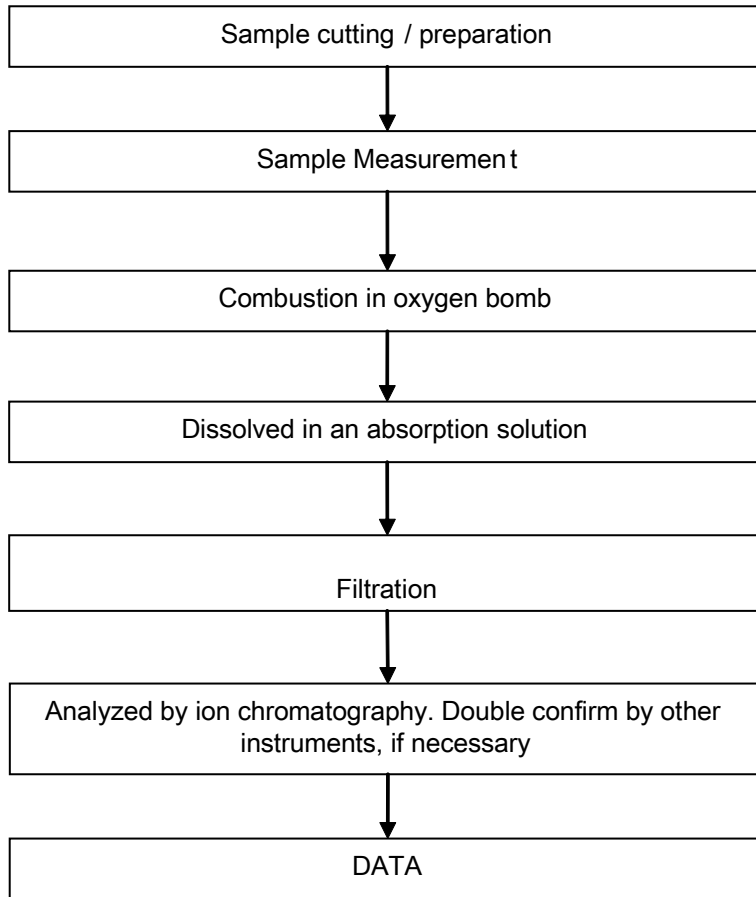 Sample cutting / preparation
Sample Measurement
Combustion in oxygen bomb
Dissolved in an absorption solution
Filtration
Analyzed by ion chromatography. Double confirm by other
instruments, if necessary
DATA